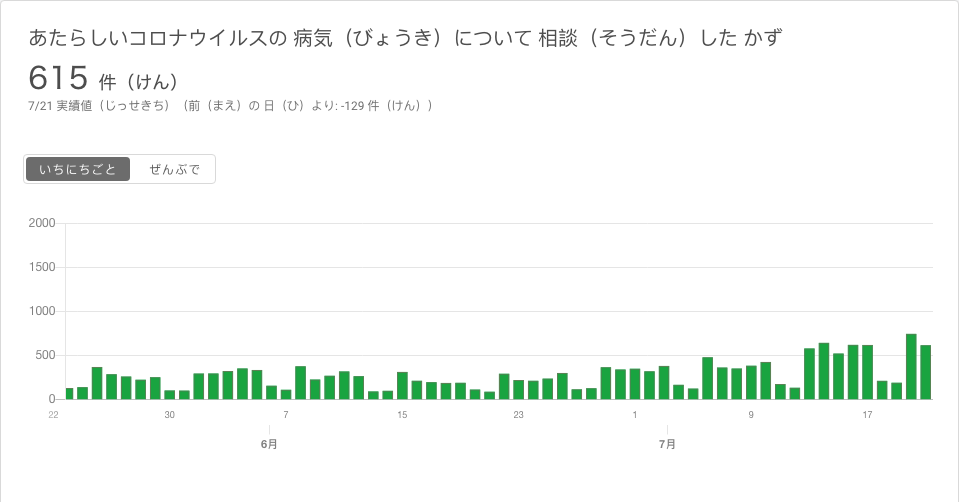 あたらしいコロナウイルスの 病気（びょうき）について 相談（そうだん）した かず
615 件（けん）
7/21 実績値（じっせきち）（前（まえ）の 日（ひ）より: -129 件（けん））
いちにちごと ぜんぶで
2000
1500
1000
500
0
22 30 7 15 23 1 9 17
6月 7月